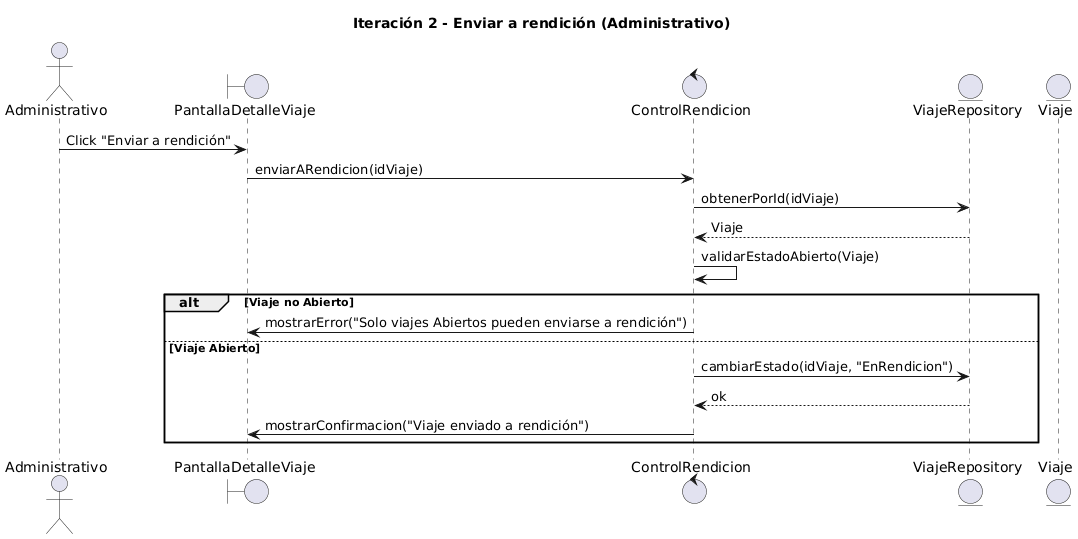 Iteración 2 - Enviar a rendición (Administrativo)
Administrativo
PantallaDetalleViaje
ControlRendicion
ViajeRepository
Viaje
Click "Enviar a rendición"
enviarARendicion(idViaje)
obtenerPorId(idViaje)
Viaje
validarEstadoAbierto(Viaje)
alt
[Viaje no Abierto]
mostrarError("Solo viajes Abiertos pueden enviarse a rendición")
[Viaje Abierto]
cambiarEstado(idViaje, "EnRendicion")
ok
mostrarConfirmacion("Viaje enviado a rendición")
Administrativo
PantallaDetalleViaje
ControlRendicion
ViajeRepository
Viaje